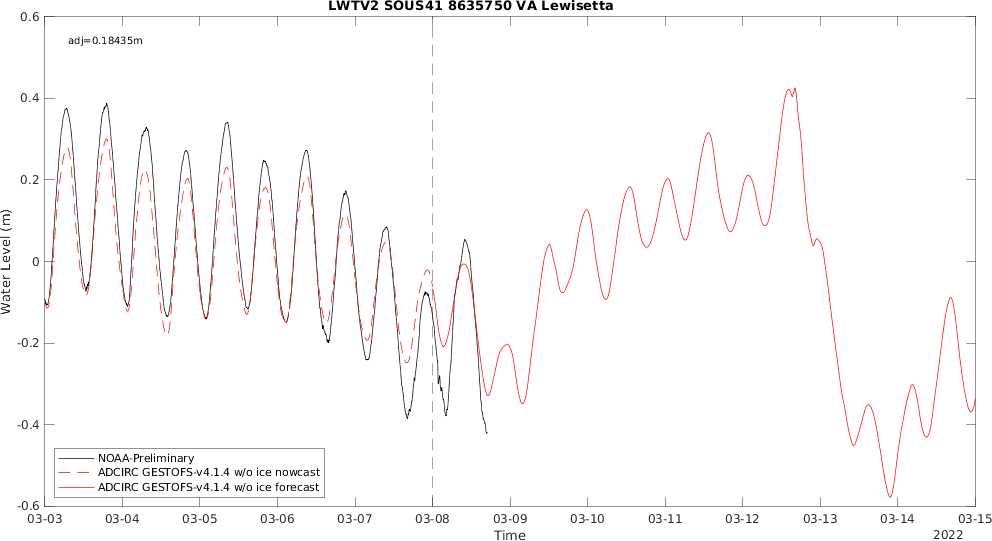 LWTV2 SOUS41 8635750 VA Lewisetta
adj=0.18435m
0.6
0.4
0.2
0
-0.2
-0.4
-0.6
Water Level (m)
NOAA-Preliminary
ADCIRC GESTOFS-v4.1.4 w/o ice nowcast
ADCIRC GESTOFS-v4.1.4 w/o ice forecast
03-03 03-04 03-05 03-06 03-07 03-08 03-09 03-10 03-11 03-12 03-13 03-14 03-15
Time
2022